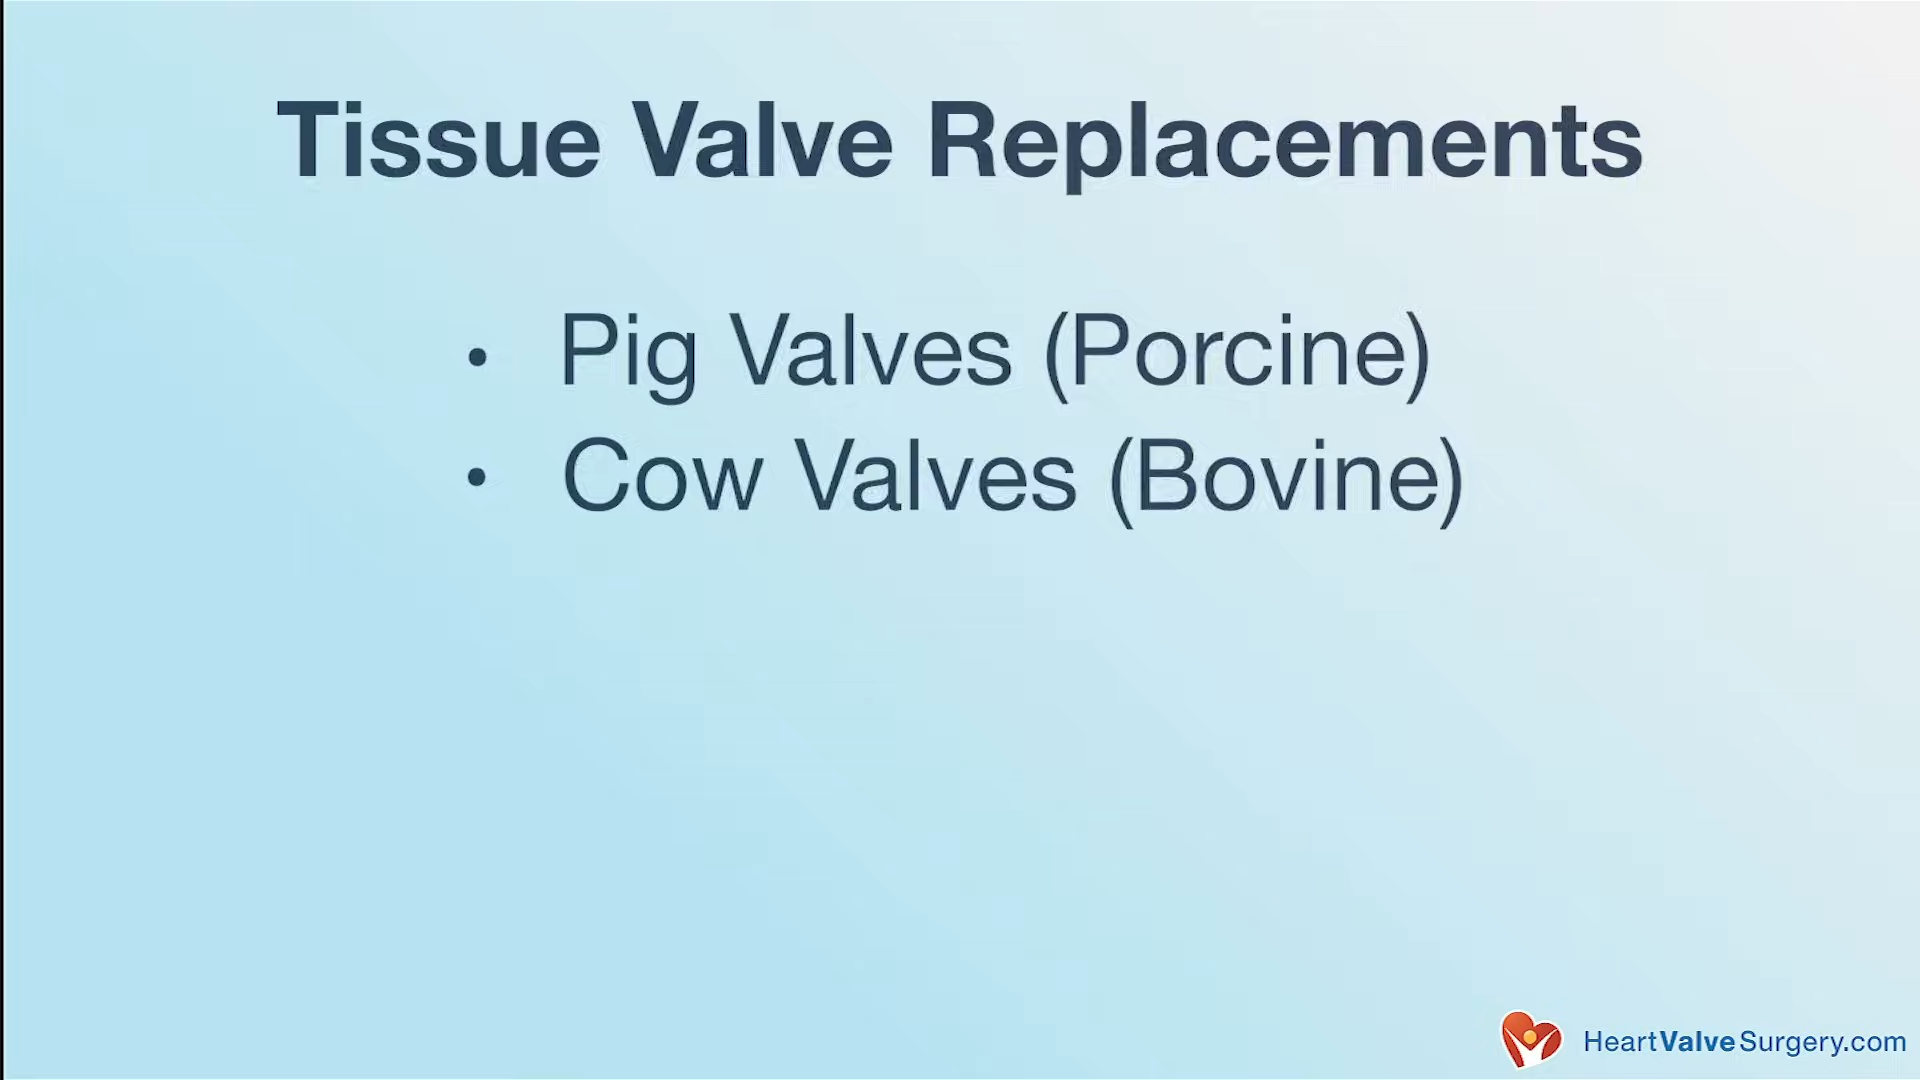 Tissue Valve Replacements
• Pig Valves (Porcine)
• Cow Valves (Bovine)
HeartValveSurgery.com